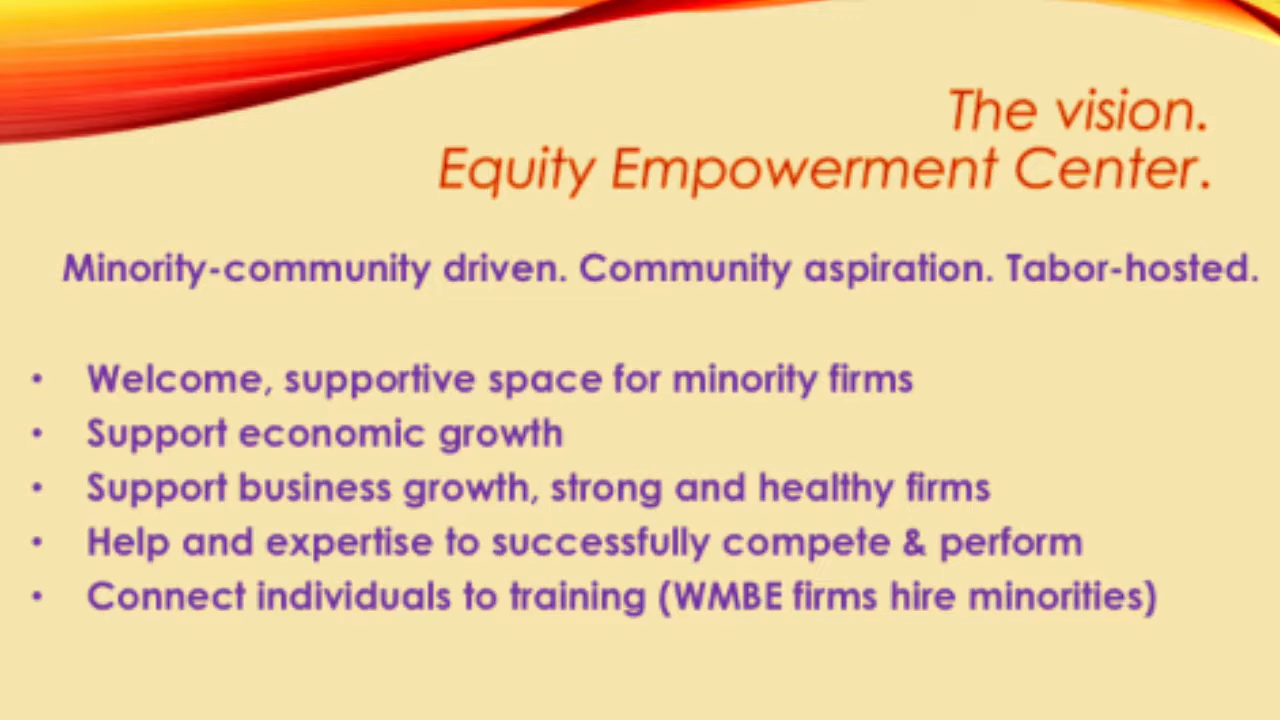 The vision.
Equity Empowerment Center.
Minority-community driven. Community aspiration. Tabor-hosted.
• Welcome, supportive space for minority firms
• Support economic growth
• Support business growth, strong and healthy firms
• Help and expertise to successfully compete & perform
• Connect individuals to training (WMBE firms hire minorities)